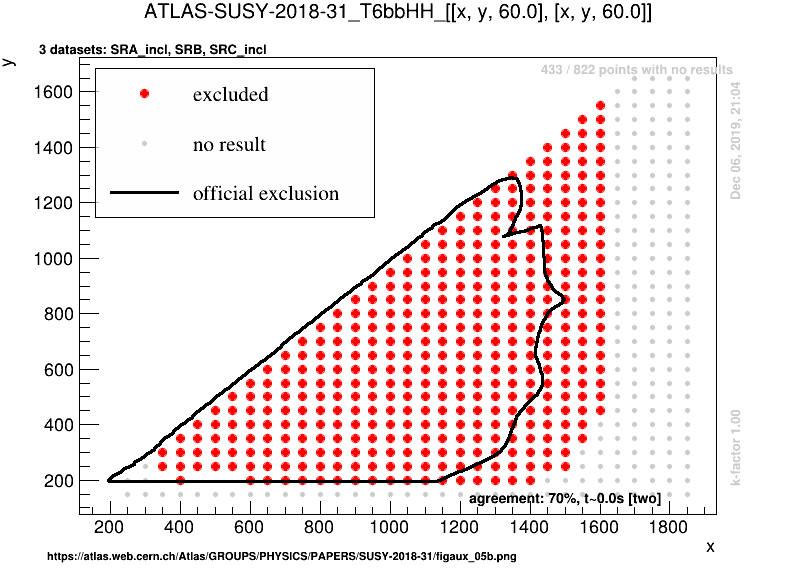 ATLAS-SUSY-2018-31_T6bbHH_[[x, y, 60.0], [x, y, 60.0]]
3 datasets: SRA_incl, SRB, SRC_incl
433 / 822 points with no results
y
excluded
no result
official exclusion
Dec 06, 2019, 21:04
k-factor 1.00
1600
1400
1200
1000
800
600
400
200
agreement: 70%, t~0.0s [two]
200 400 600 800 1000 1200 1400 1600 1800
x
https://atlas.web.cern.ch/Atlas/GROUPS/PHYSICS/PAPERS/SUSY-2018-31/figaux_05b.png